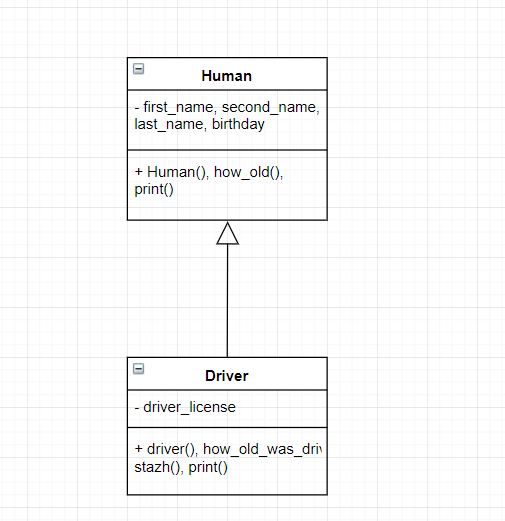 Human
- first_name, second_name,
last_name, birthday
+ Human(), how_old(),
print()
Driver
- driver_license
+ driver(), how_old_was_driv
stazh(), print()